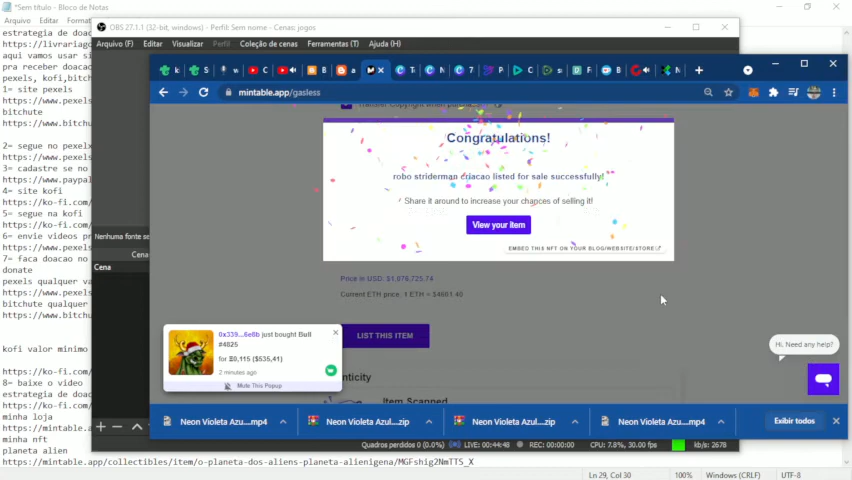 *Sem título - Bloco de Notas
Arquivo Editar Format
estrategia de doac
https://livrariago
aqui vamos usar si
pra receber doacao
pexels, kofi,bitchute
1= site pexels
https://www.pexels
bitchute
https://www.bitchu
2= segue no pexelx
https://www.pexels
3= cadastre se no
https://www.paypal
4= site kofi
https://ko-fi.com/
5= segue na kofi
https://ko-fi.com/
6= envie videos pr
https://www.pexels
7= faca doacao no
donate
pexels qualquer va
https://www.pexels
bitchute qualquer
https://www.bitchu
kofi valor minimo
https://ko-fi.com/
8= baixe o video
estrategia de doac
https://ko-fi.com/
minha loja
https://ko-fi.com/
minha nft
planeta alien
https://mintable.app/collectibles/item/o-planeta-dos-aliens-planeta-alienigena/MGFshig2NmTTS_X
OBS 27.1.1 (32-bit, windows) - Perfil: Sem nome - Cenas: jogos
Arquivo (F) Editar Visualizar Perfil Coleção de cenas Ferramentas (T) Ajuda (H)
Nenhuma fonte se
Cena
Cena
mintable.app/gasless
Congratulations!
robo striderman criacao listed for sale successfully!
Share it around to increase your chances of selling it!
View your item
EMBED THIS NFT ON YOUR BLOG/WEBSITE/STORE
Price in USD: $1,076,725.74
Current ETH price: 1 ETH = $4661.48
LIST THIS ITEM
0x339...6e8b just bought Bull
#4825
for Ξ0,115 ($535,41)
2 minutes ago
Mute This Popup
Hi. Need any help?
enticity
Item Scanned
Neon Violeta Azu....mp4
Neon Violeta Azul....zip
Neon Violeta Azul....zip
Neon Violeta Azu....mp4
Exibir todos
Quadros perdidos 0 (0.0%) LIVE: 00:44:48 REC: 00:00:00 CPU: 7.8%, 30.00 fps kb/s: 2678
Ln 29, Col 30 100% Windows (CRLF) UTF-8